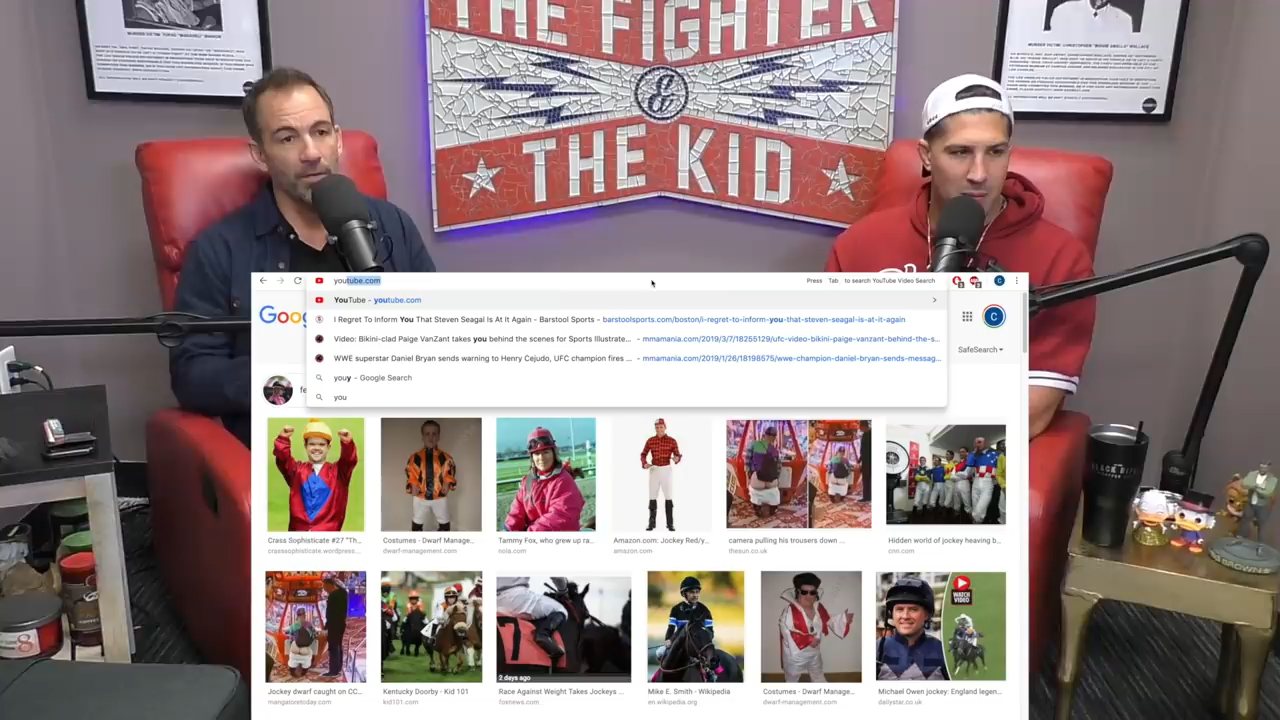 THE FIGHTER
&
THE KID
youtube.com
Press Tab to search YouTube Video Search
YouTube - youtube.com
I Regret To Inform You That Steven Seagal Is At It Again - Barstool Sports - barstoolsports.com/boston/i-regret-to-inform-you-that-steven-seagal-is-at-it-again
Video: Bikini-clad Paige VanZant takes you behind the scenes for Sports Illustrate... - mmamania.com/2019/3/7/18255129/ufc-video-bikini-paige-vanzant-behind-the-s...
WWE superstar Daniel Bryan sends warning to Henry Cejudo, UFC champion fires ... - mmamania.com/2019/1/26/18198575/wwe-champion-daniel-bryan-sends-messag...
youy - Google Search
you
Goo
C
SafeSearch
fe
Crass Sophisticate #27 "Th...
crasssophisticate.wordpress...
Costumes - Dwarf Manage...
dwarf-management.com
Tammy Fox, who grew up ra...
nola.com
Amazon.com: Jockey Red/y...
amazon.com
camera pulling his trousers down ...
thesun.co.uk
Hidden world of jockey heaving b...
cnn.com
WATCH
VIDEO
2 days ago
Jockey dwarf caught on CC...
mangaloretoday.com
Kentucky Doorby - Kid 101
kid101.com
Race Against Weight Takes Jockeys ...
foxnews.com
Mike E. Smith - Wikipedia
en.wikipedia.org
Costumes - Dwarf Manage...
dwarf-management.com
Michael Owen jockey: England legen...
dailystar.co.uk
BROWNS